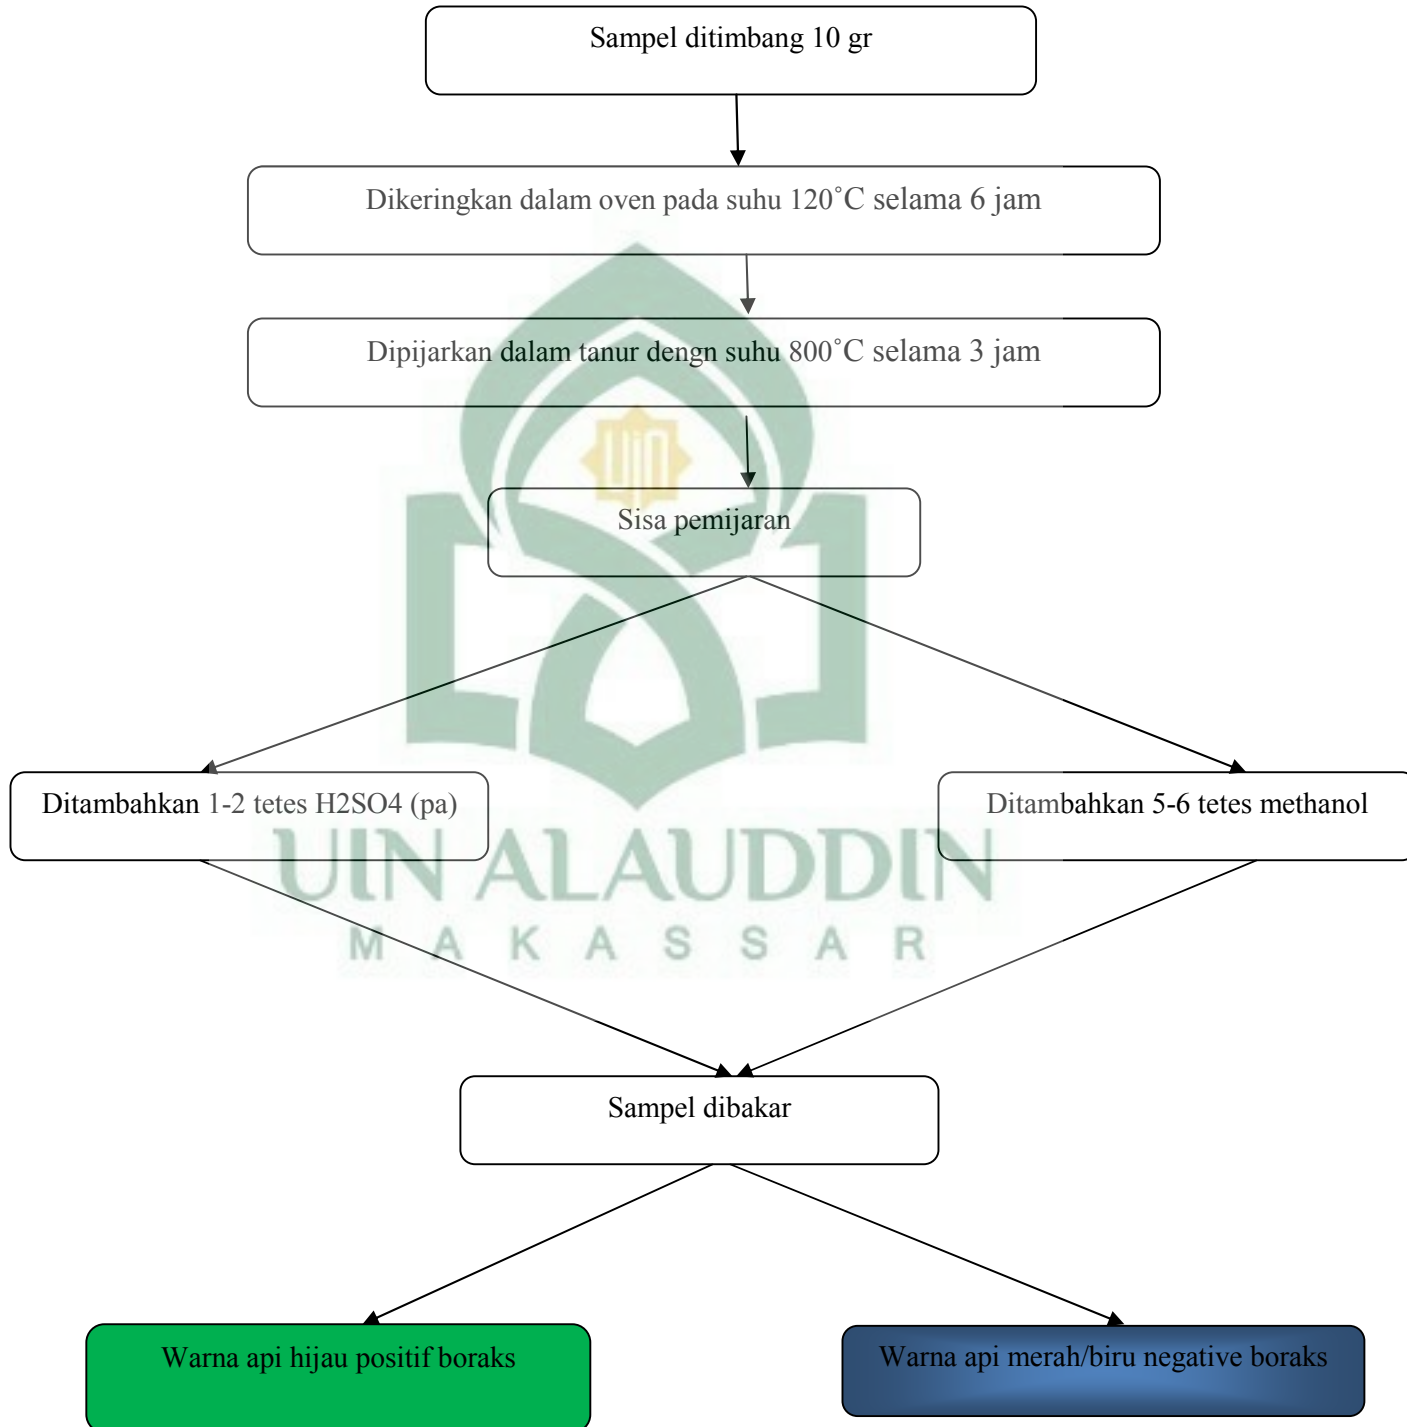 Sampel ditimbang 10 gr
Dikeringkan dalam oven pada suhu 120˚C selama 6 jam
Dipijarkan dalam tanur dengn suhu 800˚C selama 3 jam
UIN
Sisa pemijaran
Ditambahkan 1-2 tetes H2SO4 (pa)
Ditambahkan 5-6 tetes methanol
UIN ALAUDDIN
MAKASSAR
Sampel dibakar
Warna api hijau positif boraks
Warna api merah/biru negative boraks